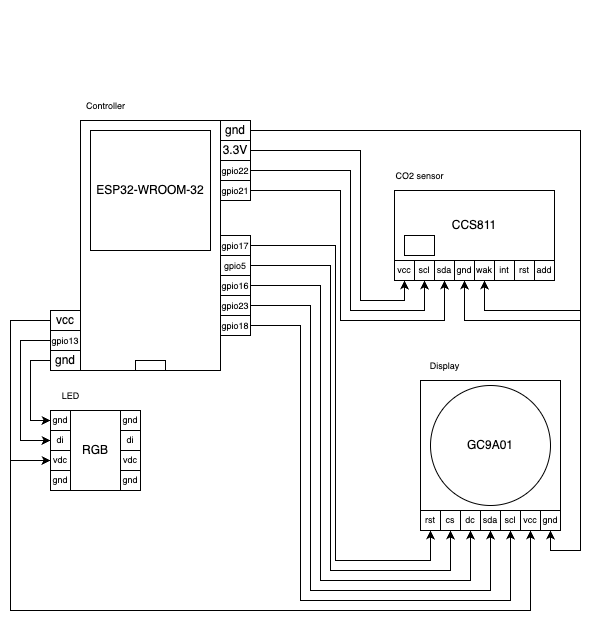 Controller
gnd
3.3V
gpio22
gpio21
ESP32-WROOM-32
CO2 sensor
CCS811
vcc
scl
sda
gnd
wak
int
rst
add
gpio17
gpio5
gpio16
gpio23
gpio18
vcc
gpio13
gnd
LED
gnd
di
vdc
gnd
RGB
gnd
di
vdc
gnd
Display
GC9A01
rst
cs
dc
sda
scl
vcc
gnd